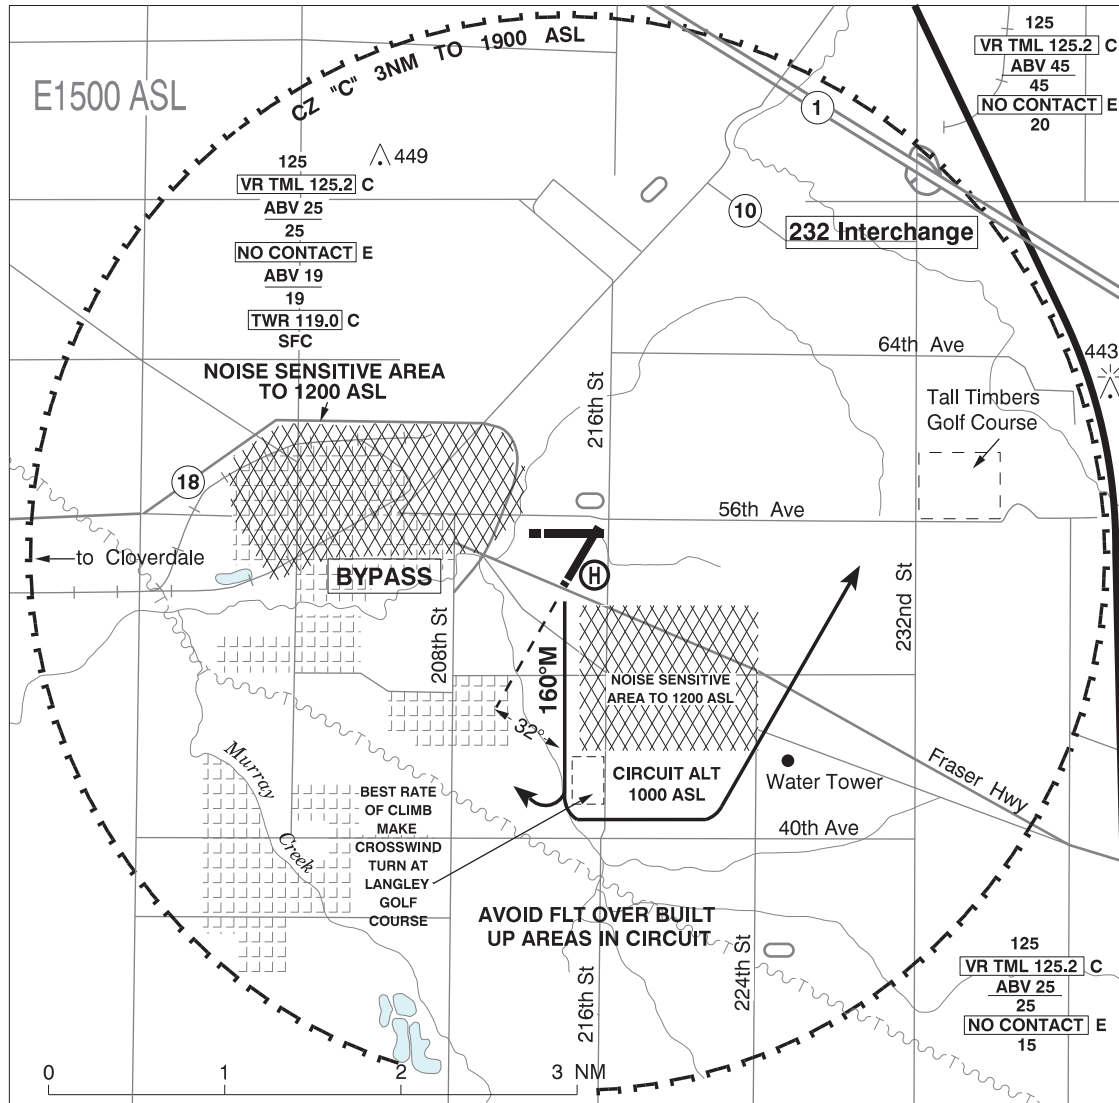 CZ "C" 3NM TO 1900 ASL
E1500 ASL
125
VR TML 125.2 C
ABV 45
45
NO CONTACT E
20
1
449
125
VR TML 125.2 C
ABV 25
25
NO CONTACT E
ABV 19
19
TWR 119.0 C
SFC
10
232 Interchange
64th Ave
443
NOISE SENSITIVE AREA
TO 1200 ASL
216th St
Tall Timbers
Golf Course
18
56th Ave
to Cloverdale
BYPASS
H
208th St
160°M
232nd St
NOISE SENSITIVE
AREA TO 1200 ASL
32°
Murray
Creek
CIRCUIT ALT
1000 ASL
Water Tower
Fraser Hwy
BEST RATE
OF CLIMB
MAKE
CROSSWIND
TURN AT
LANGLEY
GOLF
COURSE
40th Ave
AVOID FLT OVER BUILT
UP AREAS IN CIRCUIT
216th St
224th St
125
VR TML 125.2 C
ABV 25
25
NO CONTACT E
15
0 1 2 3 NM
T T T T T T T T T T T T